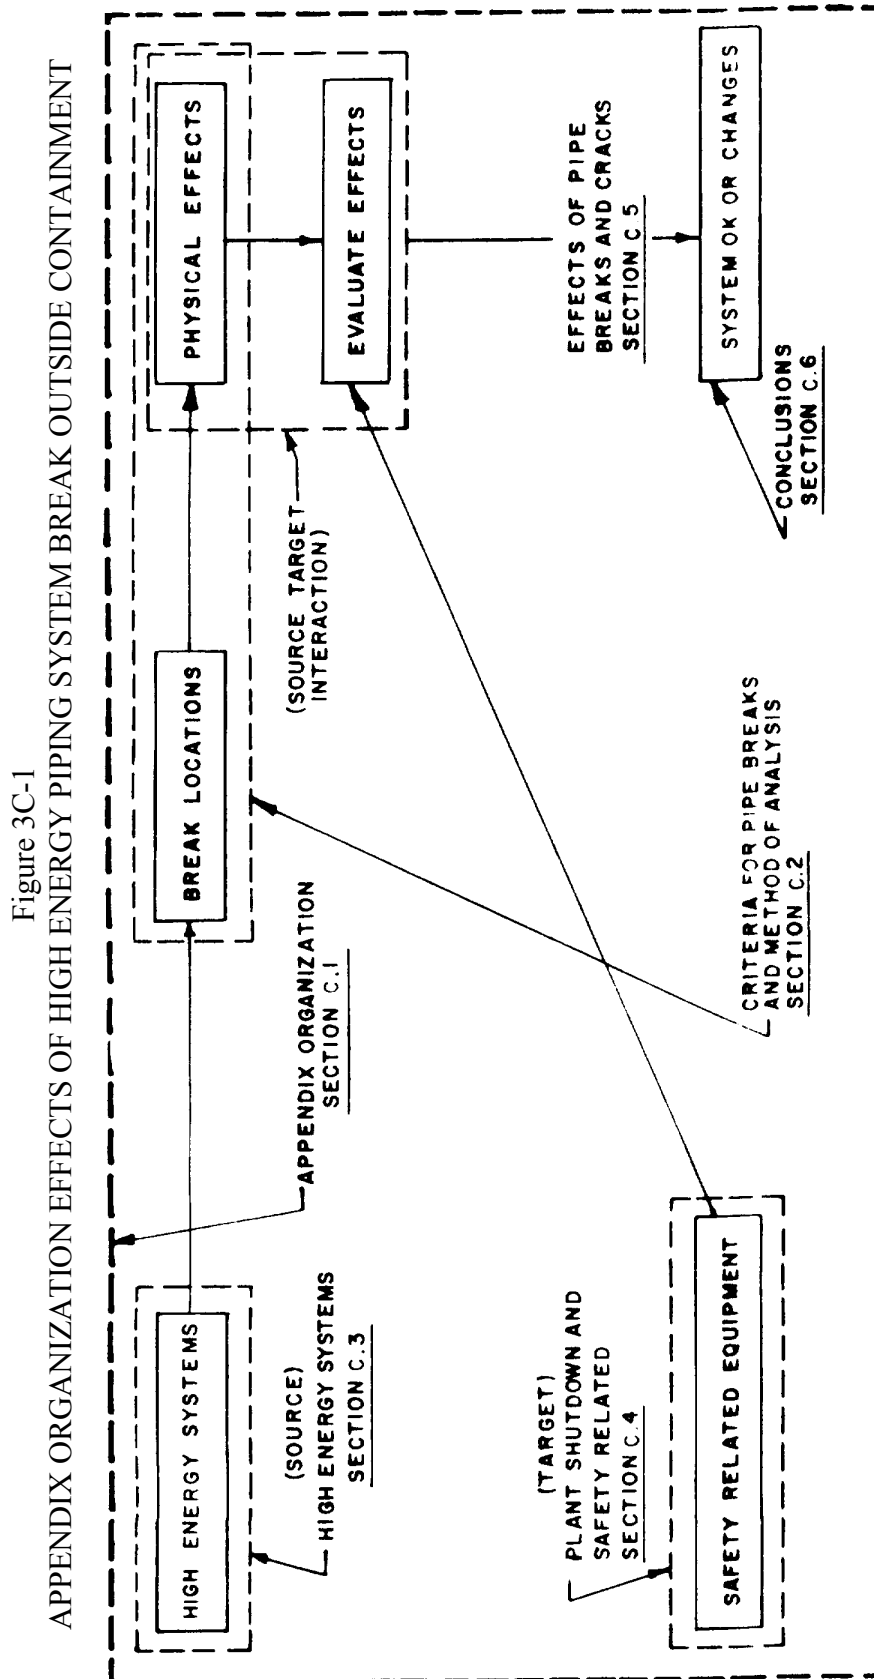 Figure 3C-1
APPENDIX ORGANIZATION EFFECTS OF HIGH ENERGY PIPING SYSTEM BREAK OUTSIDE CONTAINMENT
HIGH ENERGY SYSTEMS
BREAK LOCATIONS
PHYSICAL EFFECTS
(SOURCE)
HIGH ENERGY SYSTEMS
SECTION C.3
APPENDIX ORGANIZATION
SECTION C.1
(SOURCE TARGET
INTERACTION)
EVALUATE EFFECTS
(TARGET)
PLANT SHUTDOWN AND
SAFETY RELATED
SECTION C.4
EFFECTS OF PIPE
BREAKS AND CRACKS
SECTION C.5
SAFETY RELATED EQUIPMENT
CRITERIA FOR PIPE BREAKS
AND METHOD OF ANALYSIS
SECTION C.2
SYSTEM OK OR CHANGES
CONCLUSIONS
SECTION C.6